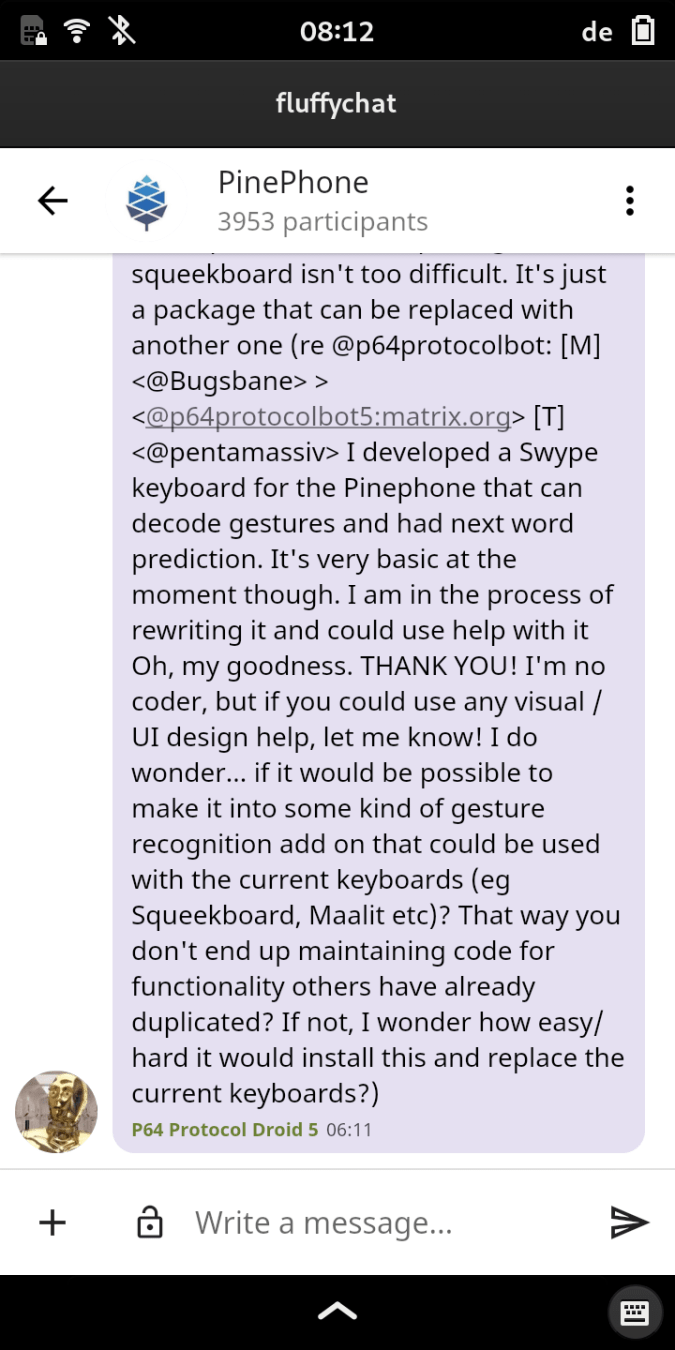 08:12
de
fluffychat
PinePhone
3953 participants
squeekboard isn't too difficult. It's just
a package that can be replaced with
another one (re @p64protocolbot: [M]
<@Bugsbane> >
<@p64protocolbot5:matrix.org> [T]
<@pentamassiv> I developed a Swype
keyboard for the Pinephone that can
decode gestures and had next word
prediction. It's very basic at the
moment though. I am in the process of
rewriting it and could use help with it
Oh, my goodness. THANK YOU! I'm no
coder, but if you could use any visual /
UI design help, let me know! I do
wonder... if it would be possible to
make it into some kind of gesture
recognition add on that could be used
with the current keyboards (eg
Squeekboard, Maalit etc)? That way you
don't end up maintaining code for
functionality others have already
duplicated? If not, I wonder how easy/
hard it would install this and replace the
current keyboards?)
P64 Protocol Droid 5 06:11
Write a message...